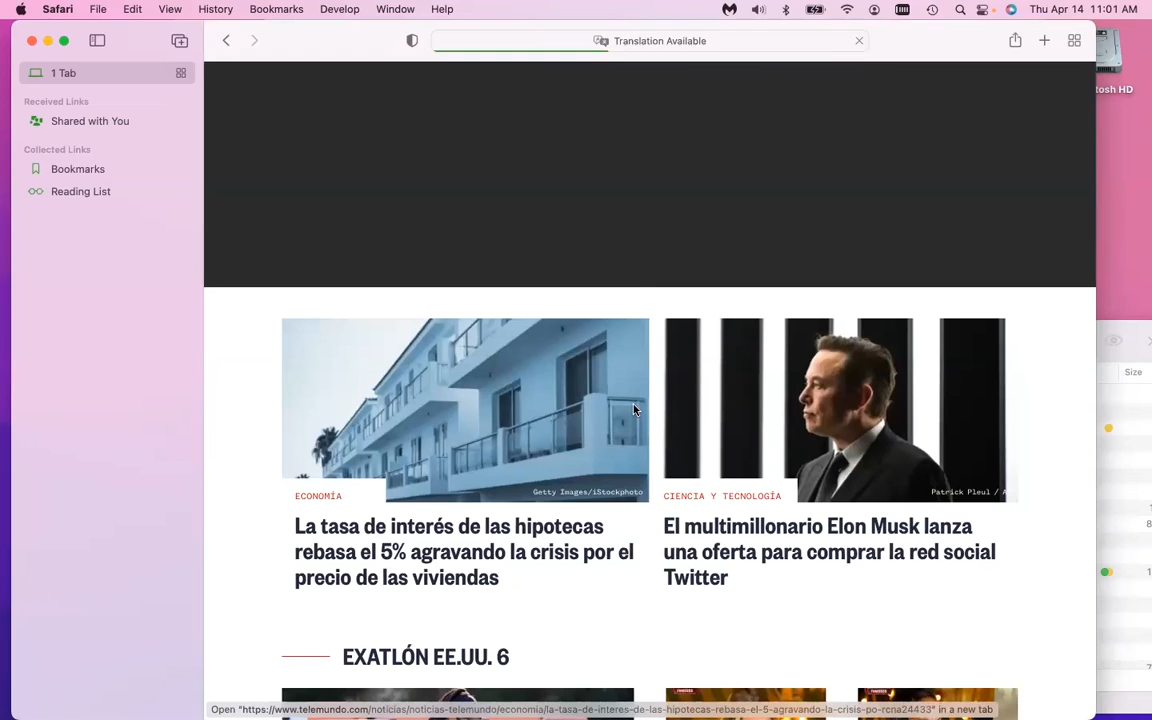 Safari File Edit View History Bookmarks Develop Window Help Thu Apr 14 11:01 AM
Translation Available
1 Tab
Received Links
Shared with You
Collected Links
Bookmarks
Reading List
tosh HD
Size
Getty Images/iStockphoto
Patrick Pleul / A
ECONOMÍA
La tasa de interés de las hipotecas
rebasa el 5% agravando la crisis por el
precio de las viviendas
CIENCIA Y TECNOLOGÍA
El multimillonario Elon Musk lanza
una oferta para comprar la red social
Twitter
EXATLÓN EE.UU. 6
Open "https://www.telemundo.com/noticias/noticias-telemundo/economia/la-tasa-de-interes-de-las-hipotecas-rebasa-el-5-agravando-la-crisis-po-rcna24433" in a new tab